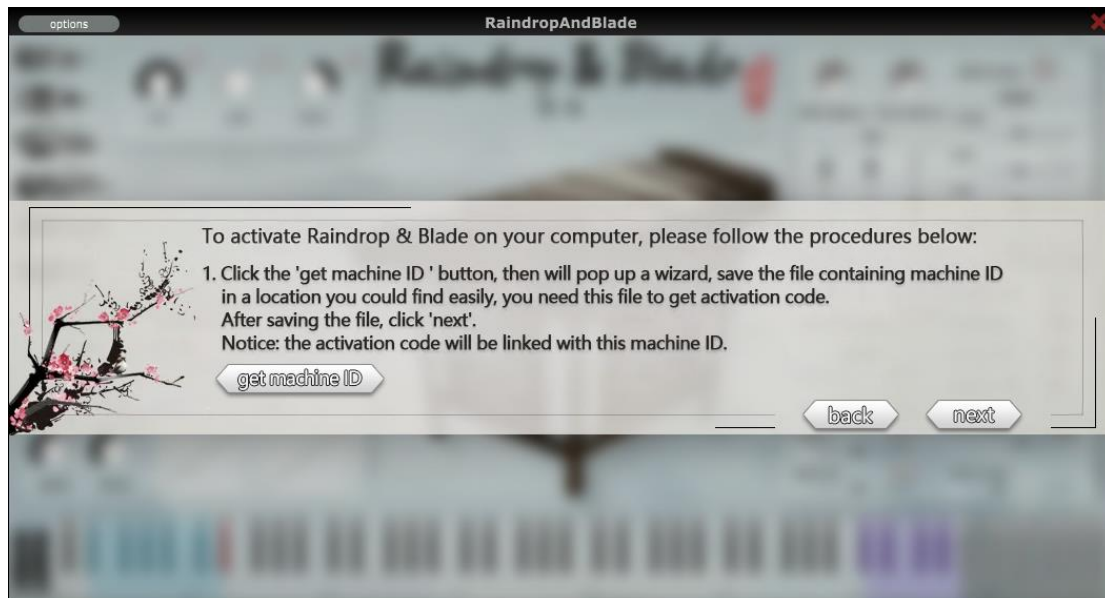 options
RaindropAndBlade
Raindrop & Blade
To activate Raindrop & Blade on your computer, please follow the procedures below:
1. Click the 'get machine ID ' button, then will pop up a wizard, save the file containing machine ID
in a location you could find easily, you need this file to get activation code.
After saving the file, click 'next'.
Notice: the activation code will be linked with this machine ID.
get machine ID
back
next